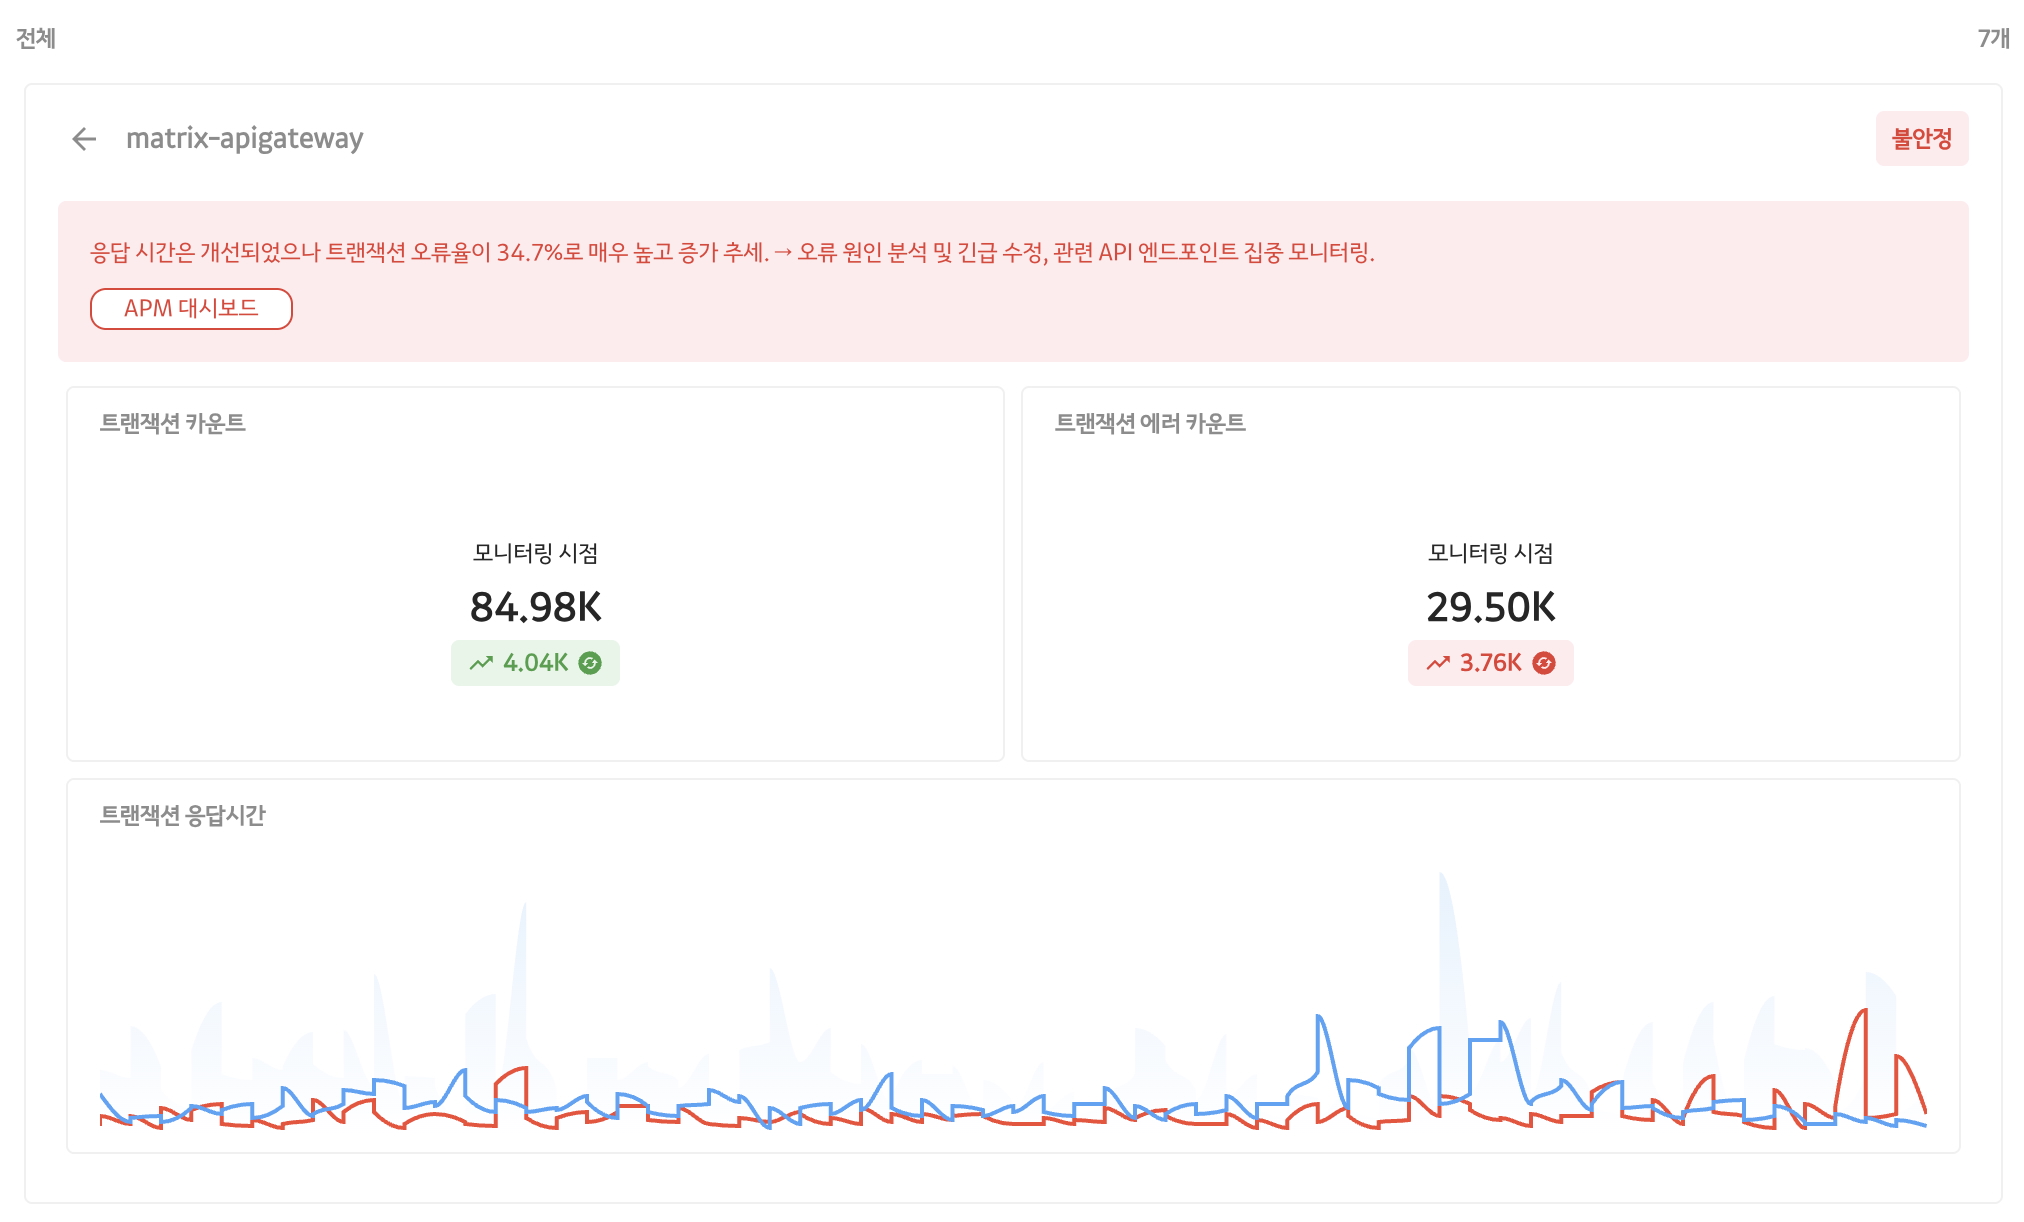 전체
7개
matrix-apigateway
불안정
응답 시간은 개선되었으나 트랜잭션 오류율이 34.7%로 매우 높고 증가 추세. → 오류 원인 분석 및 긴급 수정, 관련 API 엔드포인트 집중 모니터링.
APM 대시보드
트랜잭션 카운트
모니터링 시점
84.98K
4.04K
트랜잭션 에러 카운트
모니터링 시점
29.50K
3.76K
트랜잭션 응답시간